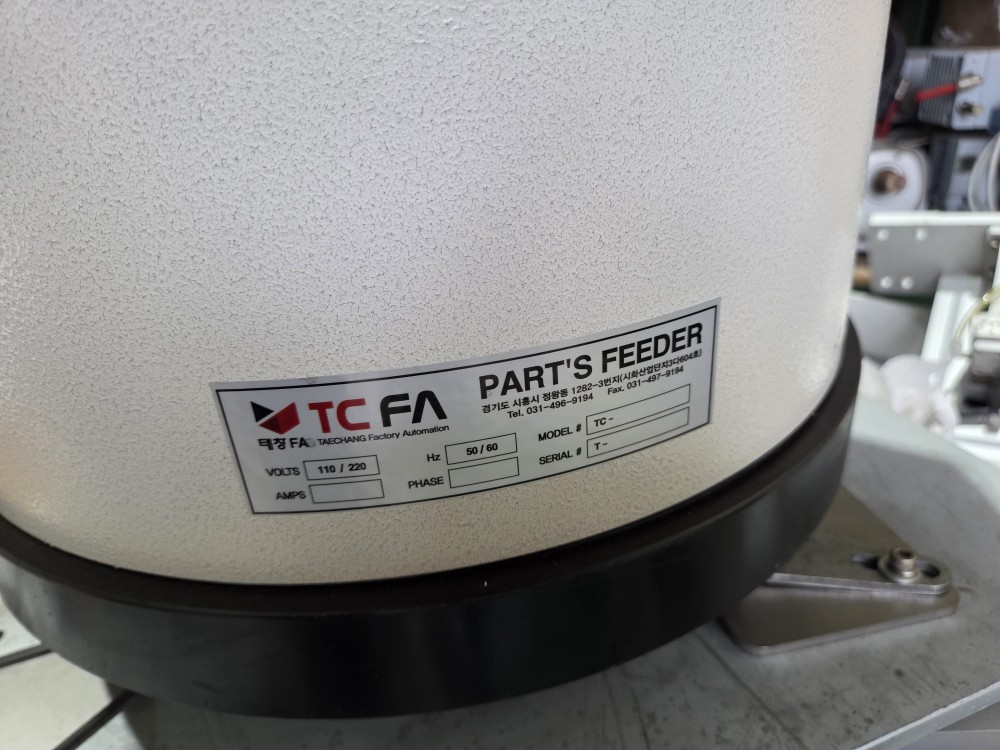 TC FA
태창 FA TAECHANG Factory Automation
PART'S FEEDER
경기도 시흥시 정왕동 1282-3번지(시화산업단지3다604호)
Tel. 031-496-9194 Fax. 031-497-9194
VOLTS 110 / 220
Hz 50 / 60
MODEL # TC -
AMPS
PHASE
SERIAL # T -